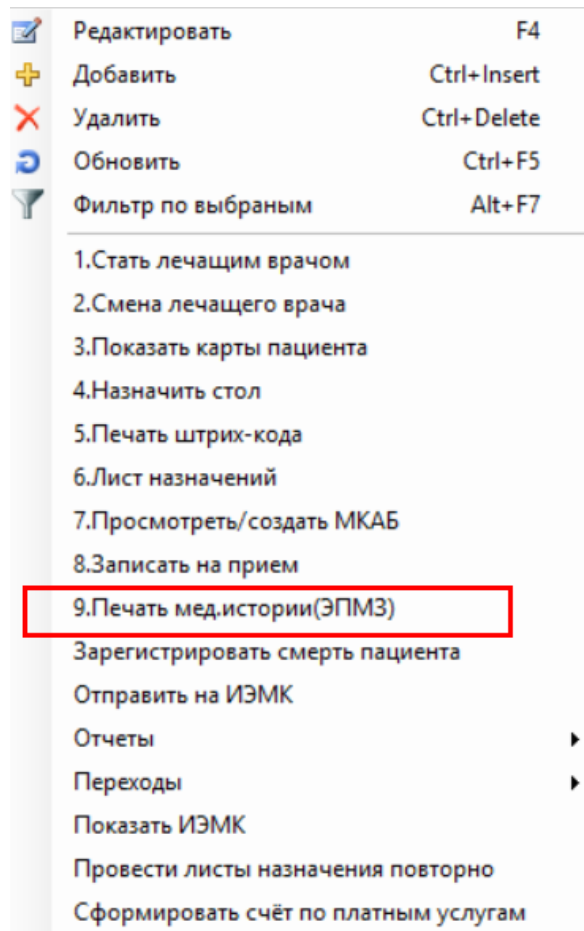 Редактировать F4
Добавить Ctrl+Insert
Удалить Ctrl+Delete
Обновить Ctrl+F5
Фильтр по выбраным Alt+F7
1.Стать лечащим врачом
2.Смена лечащего врача
3.Показать карты пациента
4.Назначить стол
5.Печать штрих-кода
6.Лист назначений
7.Просмотреть/создать МКАБ
8.Записать на прием
9.Печать мед.истории(ЭПМЗ)
Зарегистрировать смерть пациента
Отправить на ИЭМК
Отчеты
Переходы
Показать ИЭМК
Провести листы назначения повторно
Сформировать счёт по платным услугам